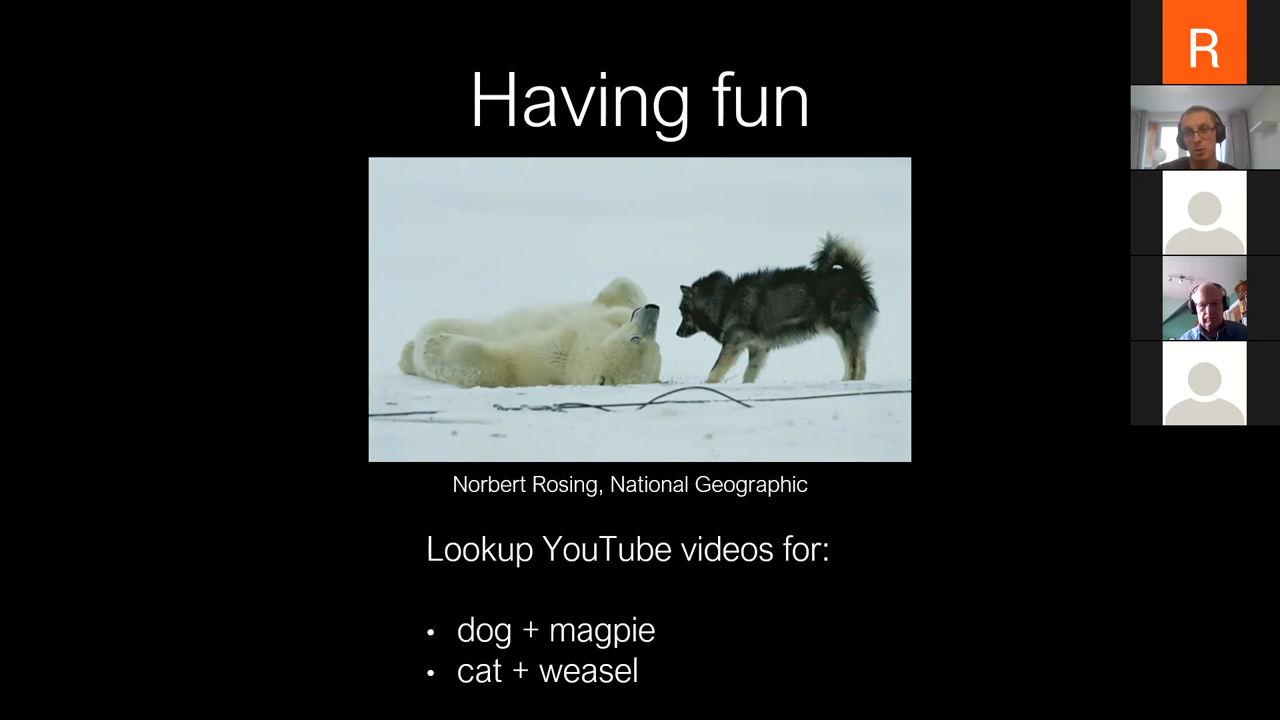 Having fun
R
Norbert Rosing, National Geographic
Lookup YouTube videos for:
• dog + magpie
• cat + weasel